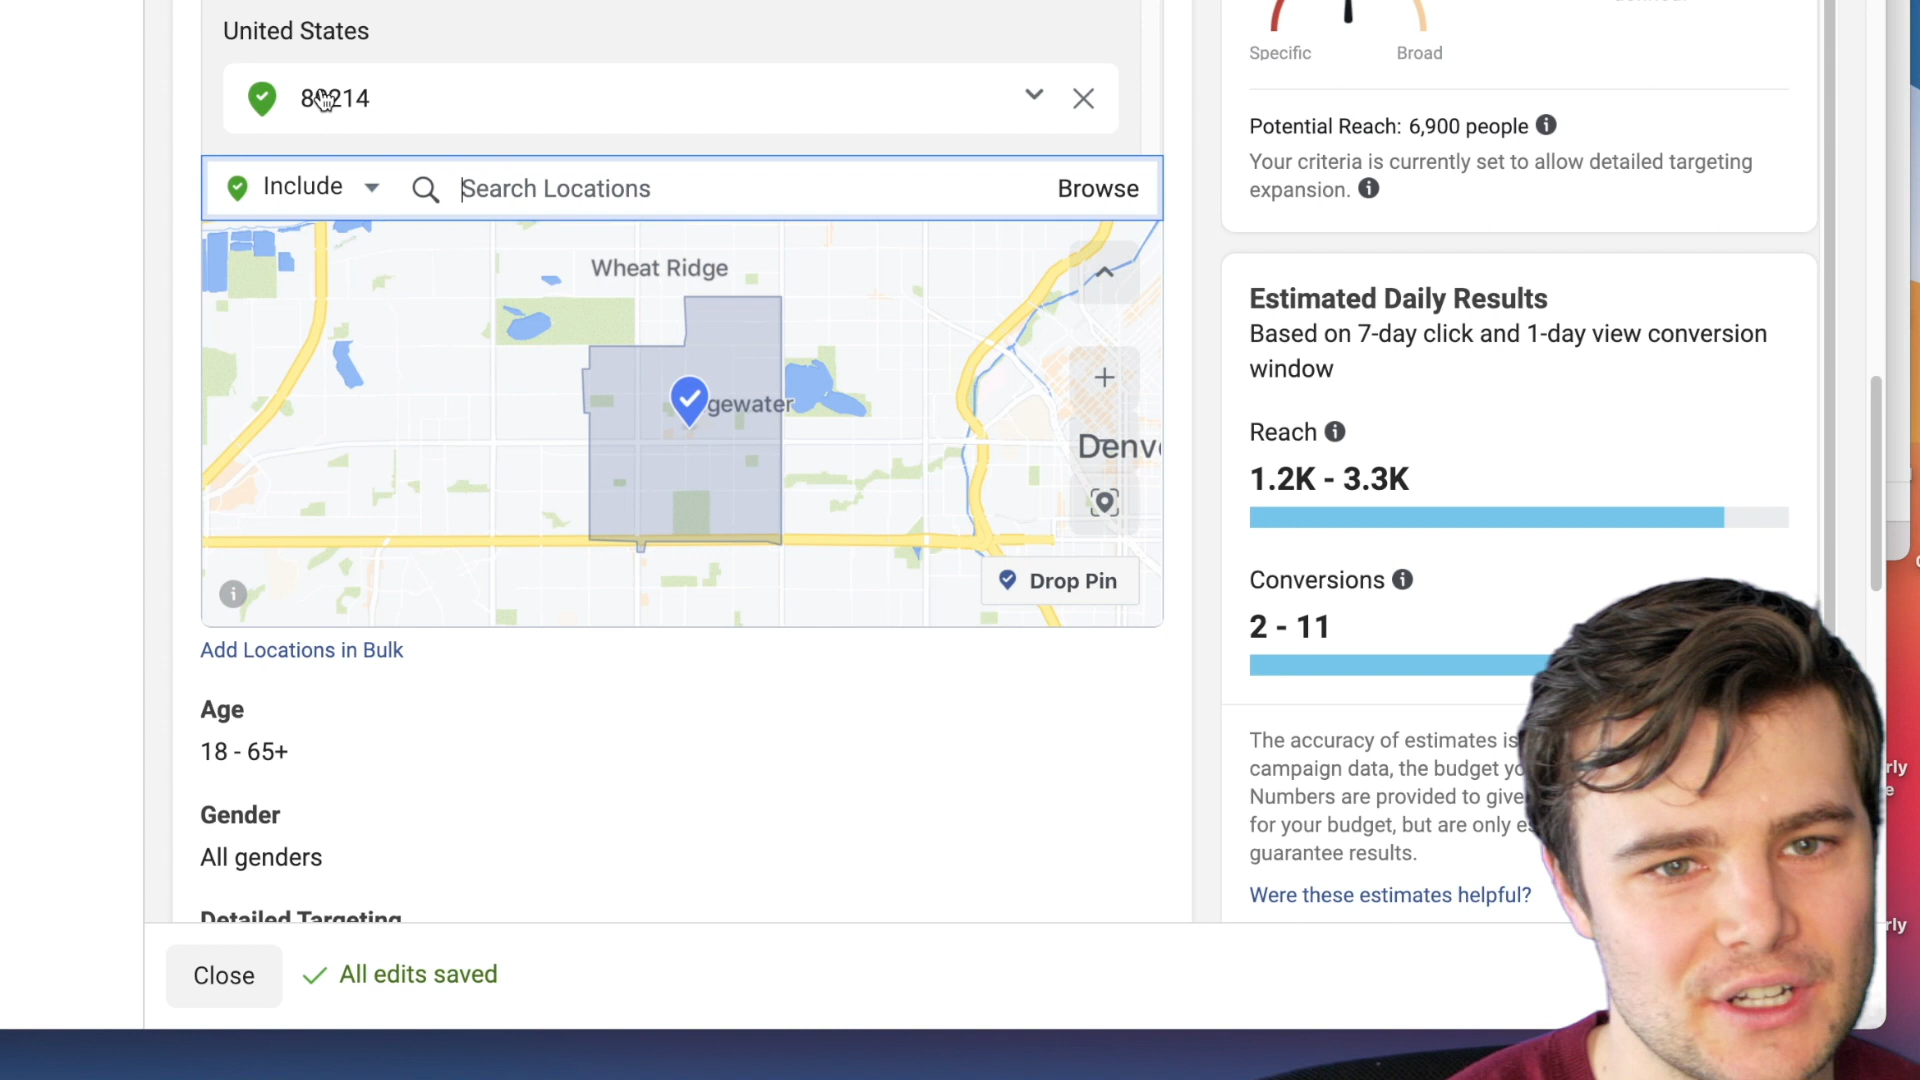 United States
Include
Search Locations
Browse
Wheat Ridge
gewater
Denv
Drop Pin
Add Locations in Bulk
Age
18 - 65+
Gender
All genders
Detailed Targeting
Close
All edits saved
Specific
Broad
Potential Reach: 6,900 people
Your criteria is currently set to allow detailed targeting
expansion.
Estimated Daily Results
Based on 7-day click and 1-day view conversion
window
Reach
1.2K - 3.3K
Conversions
2 - 11
The accuracy of estimates is
campaign data, the budget yo
Numbers are provided to give
for your budget, but are only es
guarantee results.
Were these estimates helpful?
rly
e
rly